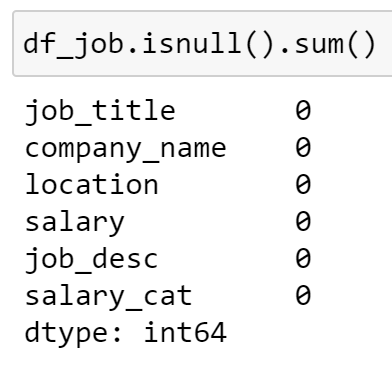 df_job.isnull().sum()
job_title 0
company_name 0
location 0
salary 0
job_desc 0
salary_cat 0
dtype: int64